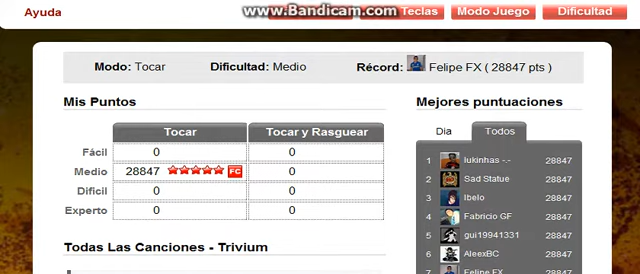 Ayuda
www.Bandicam.com
Teclas
Modo Juego
Dificultad
Modo: Tocar
Dificultad: Medio
Récord: Felipe FX ( 28847 pts )
Mis Puntos
Tocar Tocar y Rasguear
Fácil 0 0
Medio 28847 FC 0
Dificil 0 0
Experto 0 0
Todas Las Canciones - Trivium
Mejores puntuaciones
Dia Todos
1 lukinhas -.- 28847
2 Sad Statue 28847
3 Ibelo 28847
4 Fabricio GF 28847
5 gui19941331 28847
6 AleexBC 28847
7 Felipe FX 28847